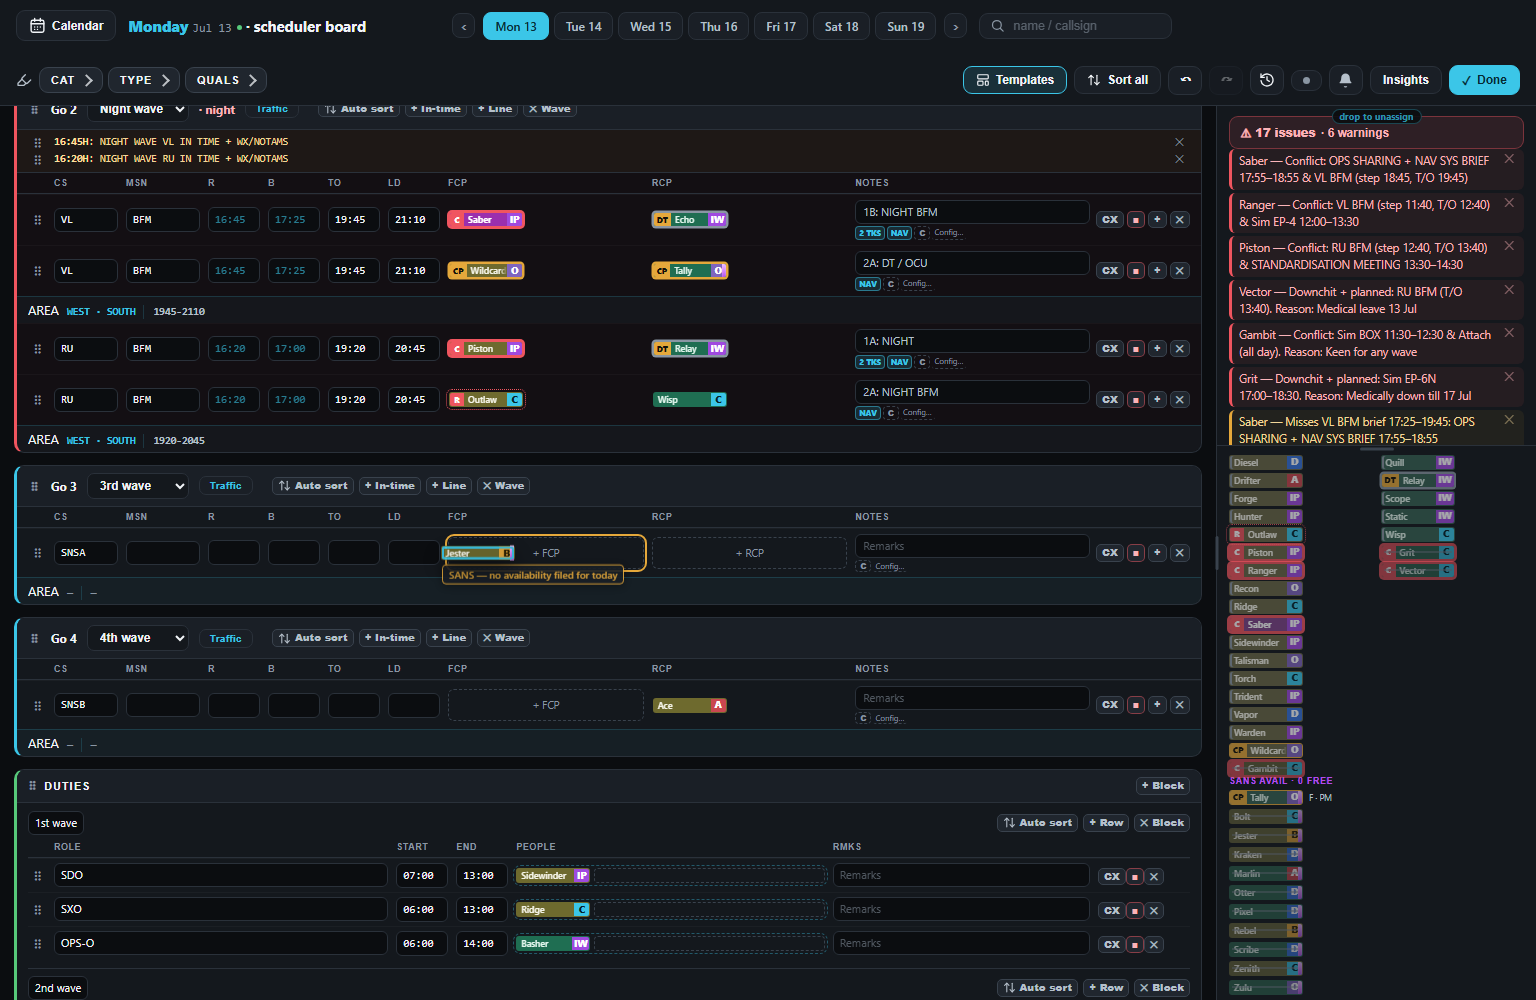 Calendar
Monday Jul 13 • · scheduler board
‹ Mon 13 Tue 14 Wed 15 Thu 16 Fri 17 Sat 18 Sun 19 ›
name / callsign
CAT TYPE QUALS
Templates Sort all Insights ✓ Done
Go 2 Night wave · night Traffic Auto sort + In-time + Line ✕ Wave
16:45H: NIGHT WAVE VL IN TIME + WX/NOTAMS
16:20H: NIGHT WAVE RU IN TIME + WX/NOTAMS
CS MSN R B TO LD FCP RCP NOTES
VL BFM 16:45 17:25 19:45 21:10 C Saber IP DT Echo IW 1B: NIGHT BFM CX + ✕
2 TKS NAV C Config...
VL BFM 16:45 17:25 19:45 21:10 CP Wildcard O CP Tally O 2A: DT / OCU CX + ✕
NAV C Config...
AREA WEST · SOUTH 1945-2110
RU BFM 16:20 17:00 19:20 20:45 C Piston IP DT Relay IW 1A: NIGHT CX + ✕
2 TKS NAV C Config...
RU BFM 16:20 17:00 19:20 20:45 R Outlaw C Wisp C 2A: NIGHT BFM CX + ✕
NAV C Config...
AREA WEST · SOUTH 1920-2045
Go 3 3rd wave Traffic Auto sort + In-time + Line ✕ Wave
CS MSN R B TO LD FCP RCP NOTES
SNSA Jester B + FCP + RCP Remarks CX + ✕
C Config...
SANS — no availability filed for today
AREA – –
Go 4 4th wave Traffic Auto sort + In-time + Line ✕ Wave
CS MSN R B TO LD FCP RCP NOTES
SNSB + FCP Ace A Remarks CX + ✕
C Config...
AREA – –
DUTIES + Block
1st wave Auto sort + Row ✕ Block
ROLE START END PEOPLE RMKS
SDO 07:00 13:00 Sidewinder IP Remarks CX ✕
SXO 06:00 13:00 Ridge C Remarks CX ✕
OPS-O 06:00 14:00 Basher IW Remarks CX ✕
2nd wave Auto sort + Row ✕ Block
drop to unassign
⚠ 17 issues · 6 warnings
Saber — Conflict: OPS SHARING + NAV SYS BRIEF
17:55–18:55 & VL BFM (step 18:45, T/O 19:45)
Ranger — Conflict: VL BFM (step 11:40, T/O 12:40)
& Sim EP-4 12:00–13:30
Piston — Conflict: RU BFM (step 12:40, T/O 13:40)
& STANDARDISATION MEETING 13:30–14:30
Vector — Downchit + planned: RU BFM (T/O
13:40). Reason: Medical leave 13 Jul
Gambit — Conflict: Sim BOX 11:30–12:30 & Attach
(all day). Reason: Keen for any wave
Grit — Downchit + planned: Sim EP-6N
17:00–18:30. Reason: Medically down till 17 Jul
Saber — Misses VL BFM brief 17:25–19:45: OPS
SHARING + NAV SYS BRIEF 17:55–18:55
Diesel D
Drifter A
Forge IP
Hunter IP
R Outlaw C
C Piston IP
C Ranger IP
Recon O
Ridge C
C Saber IP
Sidewinder IP
Talisman O
Torch C
Trident IP
Vapor D
Warden IP
CP Wildcard O
C Gambit C
Quill IW
DT Relay IW
Scope IW
Static IW
Wisp C
C Grit C
C Vector C
SANS AVAIL · 0 FREE
CP Tally O F · PM
Bolt C
Jester B
Kraken D
Marlin A
Otter D
Pixel D
Rebel B
Scribe D
Zenith C
Zulu O